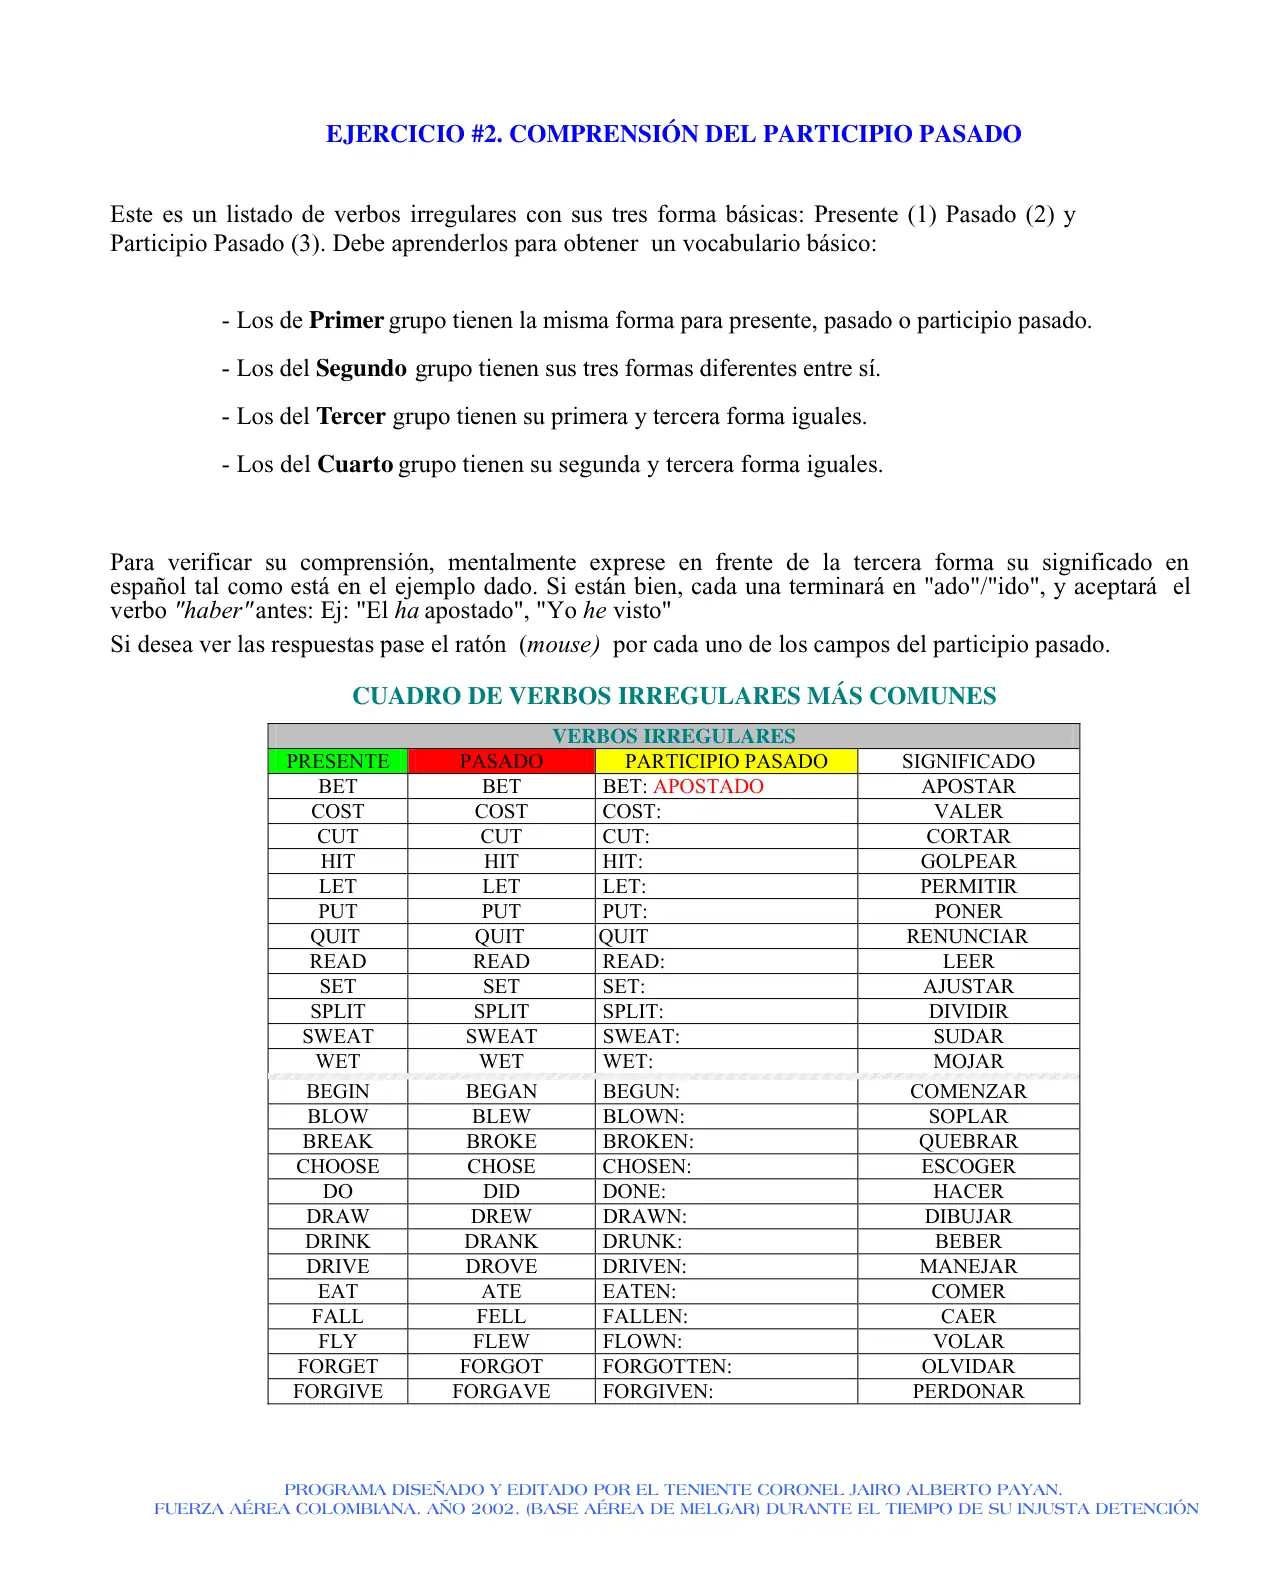 EJERCICIO #2. COMPRENSIÓN DEL PARTICIPIO PASADO
Este es un listado de verbos irregulares con sus tres forma básicas: Presente (1) Pasado (2) y
Participio Pasado (3). Debe aprenderlos para obtener un vocabulario básico:
- Los de Primer grupo tienen la misma forma para presente, pasado o participio pasado.
- Los del Segundo grupo tienen sus tres formas diferentes entre sí.
- Los del Tercer grupo tienen su primera y tercera forma iguales.
- Los del Cuarto grupo tienen su segunda y tercera forma iguales.
Para verificar su comprensión, mentalmente exprese en frente de la tercera forma su significado en
español tal como está en el ejemplo dado. Si están bien, cada una terminará en "ado"/"ido", y aceptará el
verbo "haber" antes: Ej: "El ha apostado", "Yo he visto"
Si desea ver las respuestas pase el ratón (mouse) por cada uno de los campos del participio pasado.
CUADRO DE VERBOS IRREGULARES MÁS COMUNES
VERBOS IRREGULARES
PRESENTE PASADO PARTICIPIO PASADO SIGNIFICADO
BET BET BET: APOSTADO APOSTAR
COST COST COST: VALER
CUT CUT CUT: CORTAR
HIT HIT HIT: GOLPEAR
LET LET LET: PERMITIR
PUT PUT PUT: PONER
QUIT QUIT QUIT RENUNCIAR
READ READ READ: LEER
SET SET SET: AJUSTAR
SPLIT SPLIT SPLIT: DIVIDIR
SWEAT SWEAT SWEAT: SUDAR
WET WET WET: MOJAR
BEGIN BEGAN BEGUN: COMENZAR
BLOW BLEW BLOWN: SOPLAR
BREAK BROKE BROKEN: QUEBRAR
CHOOSE CHOSE CHOSEN: ESCOGER
DO DID DONE: HACER
DRAW DREW DRAWN: DIBUJAR
DRINK DRANK DRUNK: BEBER
DRIVE DROVE DRIVEN: MANEJAR
EAT ATE EATEN: COMER
FALL FELL FALLEN: CAER
FLY FLEW FLOWN: VOLAR
FORGET FORGOT FORGOTTEN: OLVIDAR
FORGIVE FORGAVE FORGIVEN: PERDONAR
PROGRAMA DISEÑADO Y EDITADO POR EL TENIENTE CORONEL JAIRO ALBERTO PAYAN.
FUERZA AÉREA COLOMBIANA. AÑO 2002. (BASE AÉREA DE MELGAR) DURANTE EL TIEMPO DE SU INJUSTA DETENCIÓN